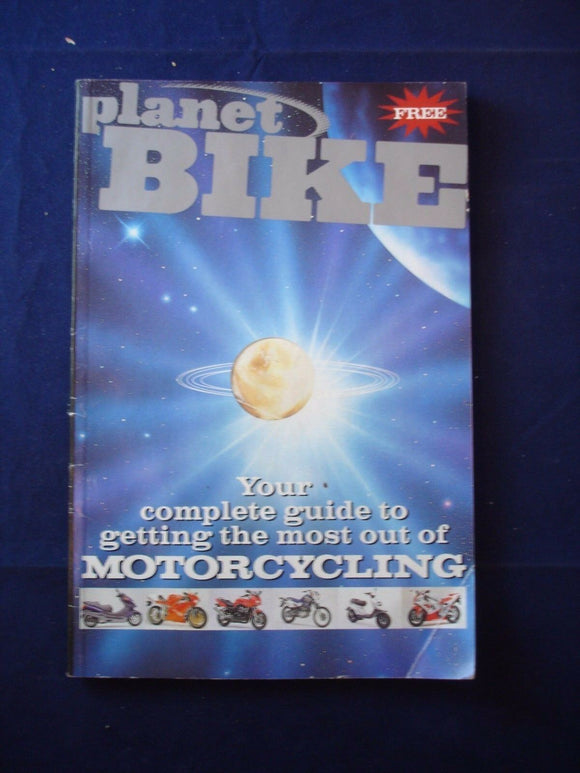 planet
BIKE
FREE
Your
complete guide to
getting the most out of
MOTORCYCLING